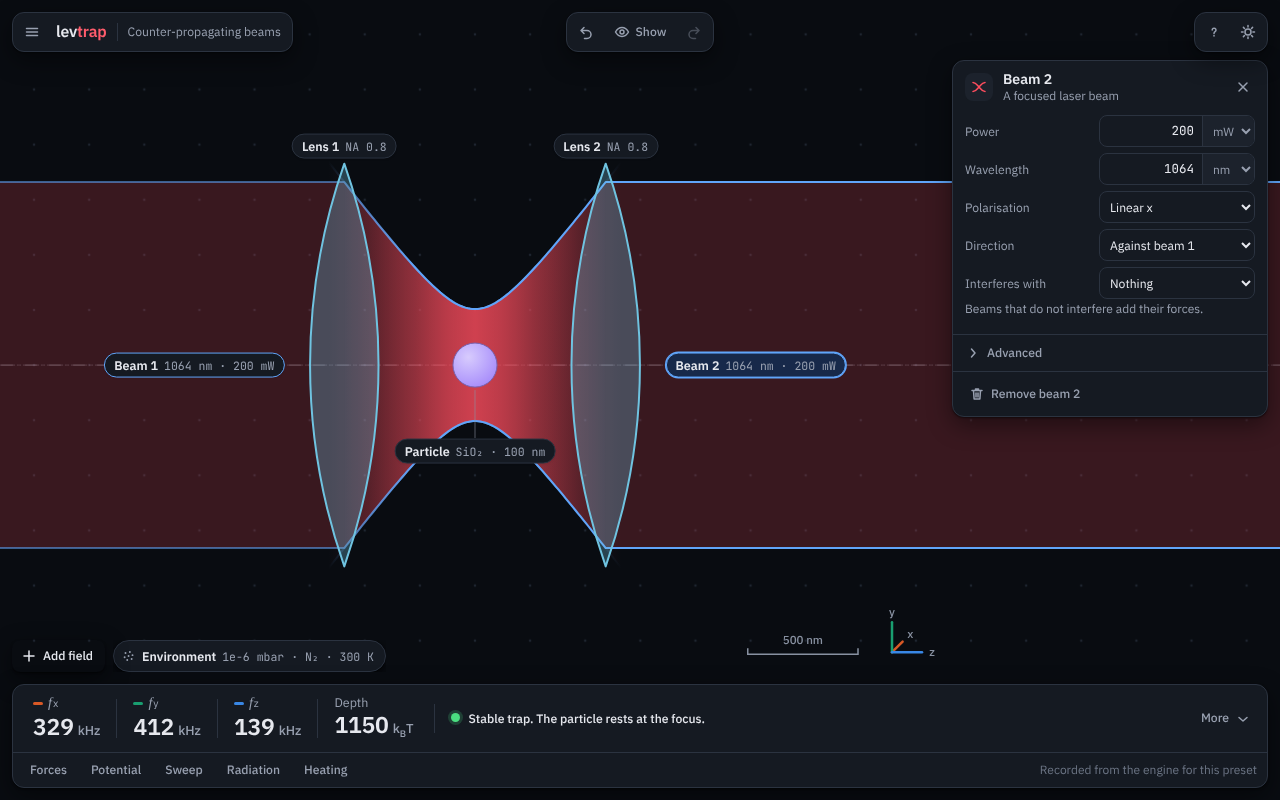 levtrap
Counter-propagating beams
Show
?
Beam 2
A focused laser beam
Power
200 mW
Wavelength
1064 nm
Polarisation
Linear x
Direction
Against beam 1
Interferes with
Nothing
Beams that do not interfere add their forces.
Advanced
Remove beam 2
Lens 1 NA 0.8
Lens 2 NA 0.8
Beam 1 1064 nm · 200 mW
Beam 2 1064 nm · 200 mW
Particle SiO₂ · 100 nm
500 nm
y
x
z
Add field
Environment 1e-6 mbar · N₂ · 300 K
fx
329 kHz
fy
412 kHz
fz
139 kHz
Depth
1150 kBT
Stable trap. The particle rests at the focus.
More
Forces
Potential
Sweep
Radiation
Heating
Recorded from the engine for this preset